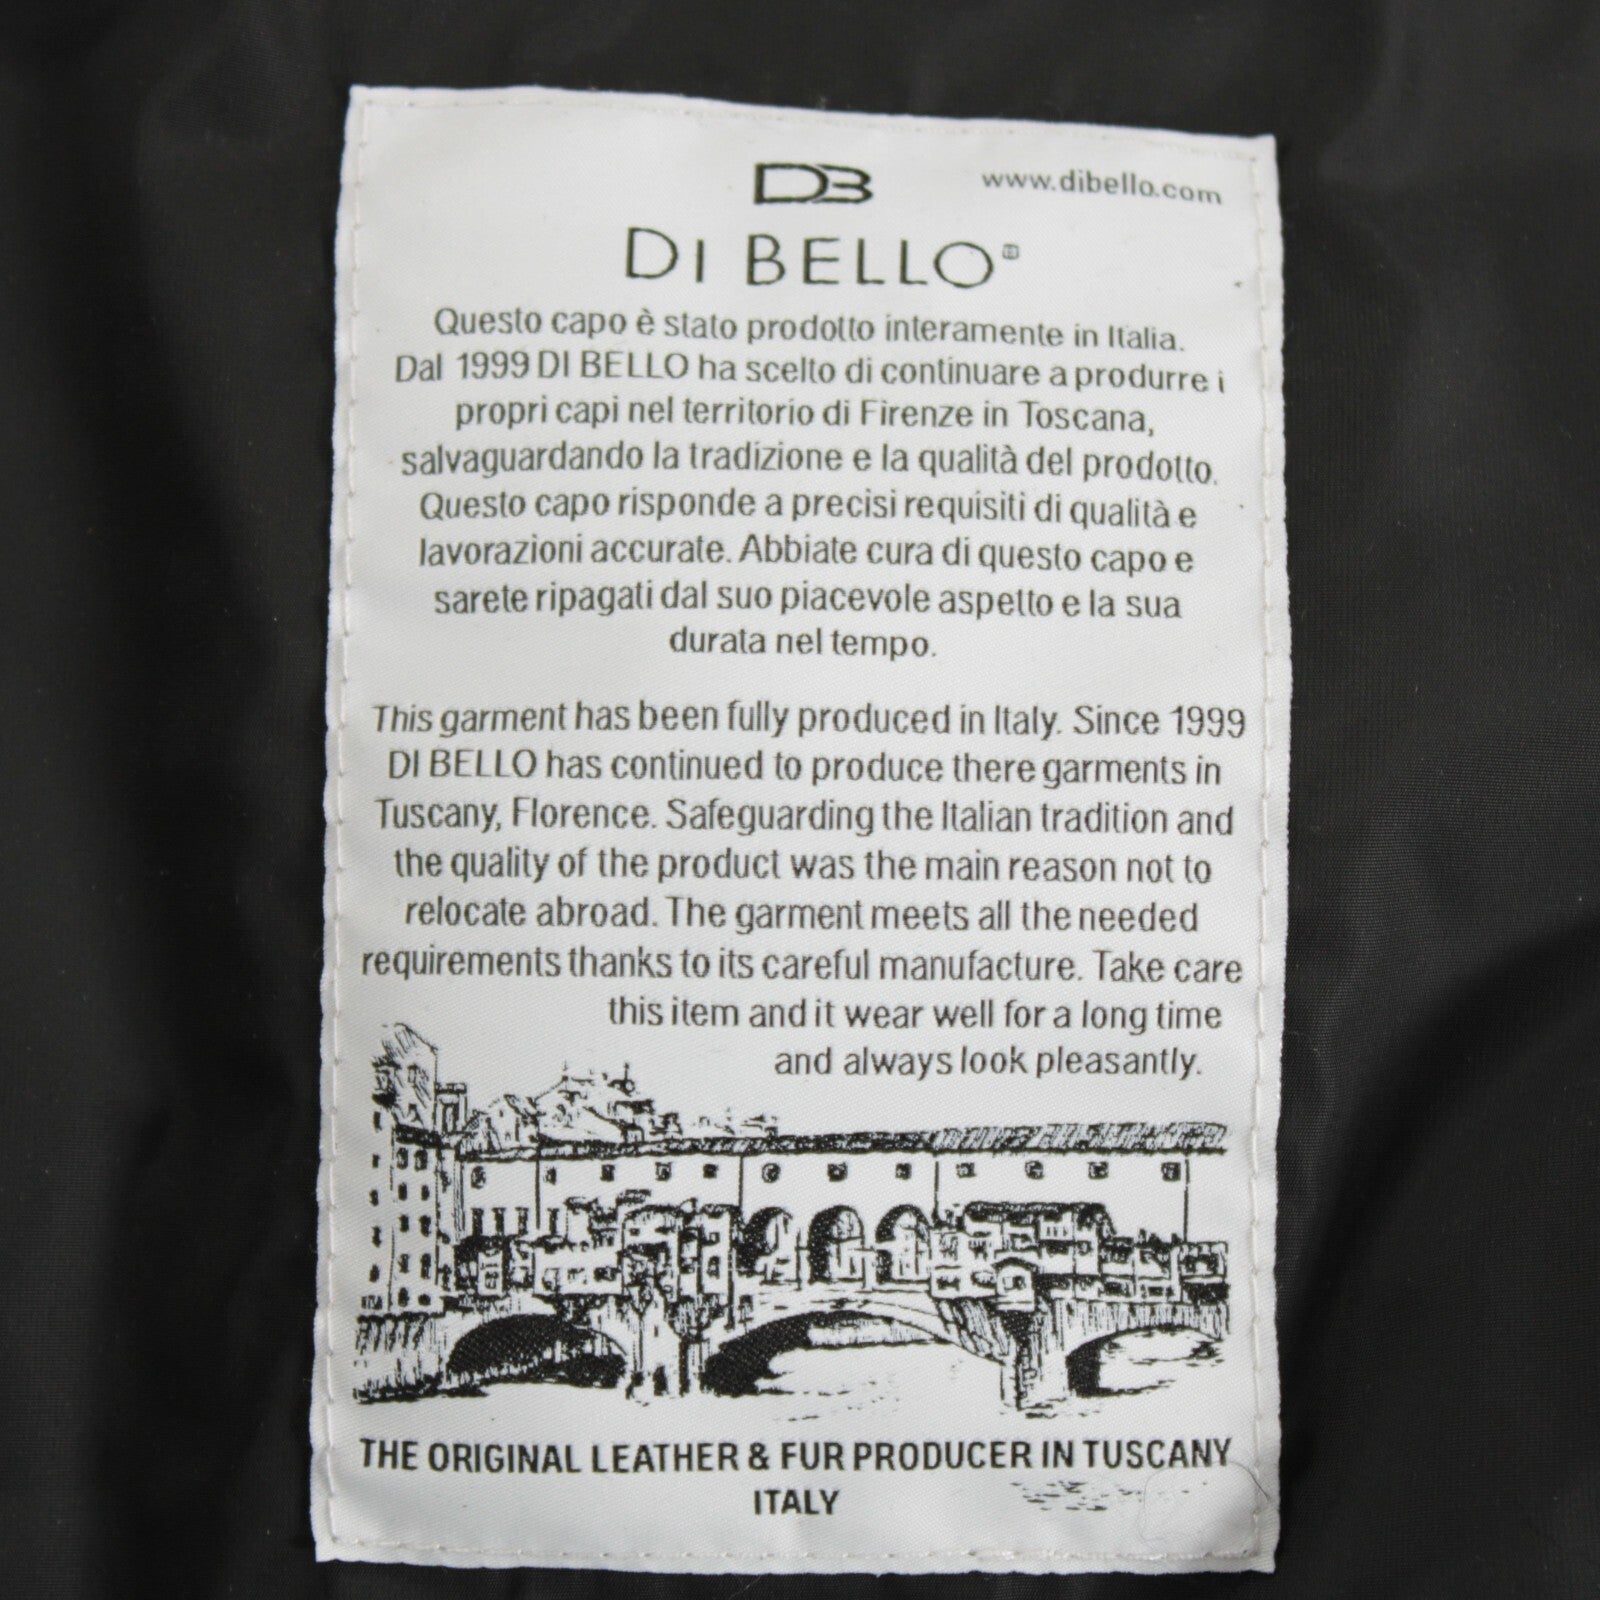 DB
www.dibello.com
DI BELLO®
Questo capo è stato prodotto interamente in Italia.
Dal 1999 DI BELLO ha scelto di continuare a produrre i
propri capi nel territorio di Firenze in Toscana,
salvaguardando la tradizione e la qualità del prodotto.
Questo capo risponde a precisi requisiti di qualità e
lavorazioni accurate. Abbiate cura di questo capo e
sarete ripagati dal suo piacevole aspetto e la sua
durata nel tempo.
This garment has been fully produced in Italy. Since 1999
DI BELLO has continued to produce there garments in
Tuscany, Florence. Safeguarding the Italian tradition and
the quality of the product was the main reason not to
relocate abroad. The garment meets all the needed
requirements thanks to its careful manufacture. Take care
this item and it wear well for a long time
and always look pleasantly.
THE ORIGINAL LEATHER & FUR PRODUCER IN TUSCANY
ITALY